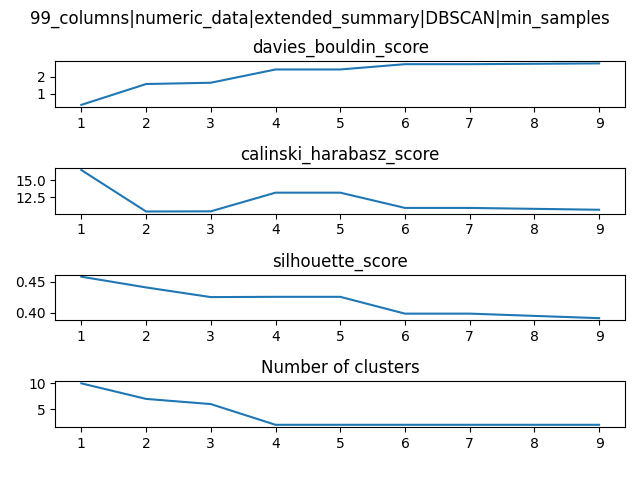 99_columns|numeric_data|extended_summary|DBSCAN|min_samples
davies_bouldin_score
2
1
1 2 3 4 5 6 7 8 9
calinski_harabasz_score
15.0
12.5
1 2 3 4 5 6 7 8 9
silhouette_score
0.45
0.40
1 2 3 4 5 6 7 8 9
Number of clusters
10
5
1 2 3 4 5 6 7 8 9